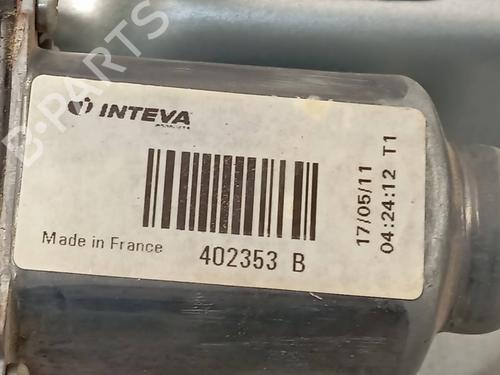 INTEVA
Made in France
402353 B
17/05/11
04:24:12 T1
B-PARTS